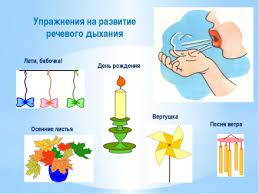 Упражнения на развитие
речевого дыхания
Лети, бабочка!
День рождения
Вертушка
Песня ветра
Осенние листья